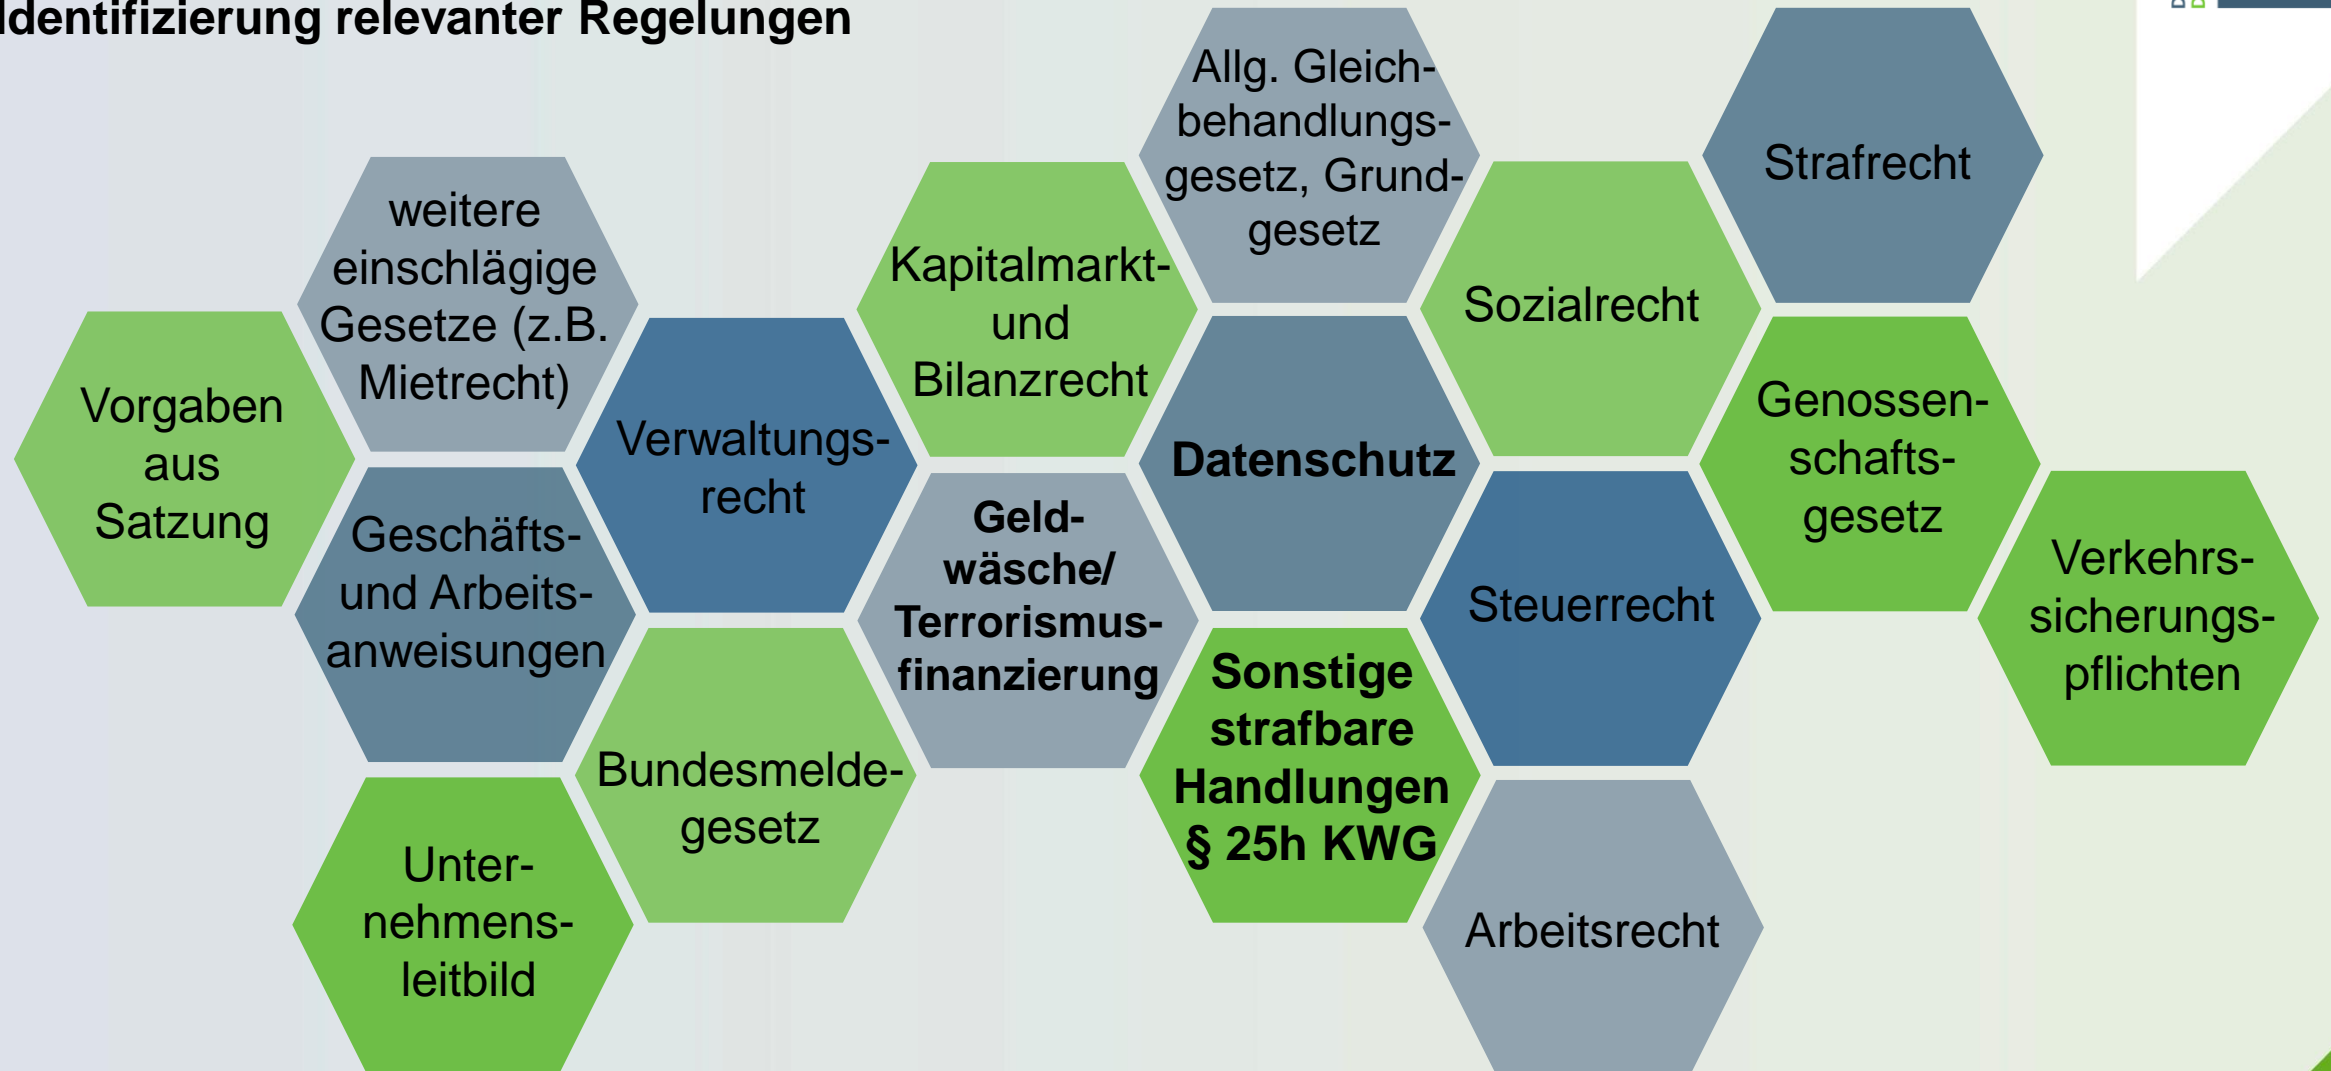 Identifizierung relevanter Regelungen
Allg. Gleich-
behandlungs-
gesetz, Grund-
gesetz
Strafrecht
weitere
einschlägige
Gesetze (z.B.
Mietrecht)
Kapitalmarkt-
und
Bilanzrecht
Sozialrecht
Vorgaben
aus
Satzung
Verwaltungs-
recht
Datenschutz
Genossen-
schafts-
gesetz
Geschäfts-
und Arbeits-
anweisungen
Geld-
wäsche/
Terrorismus-
finanzierung
Steuerrecht
Verkehrs-
sicherungs-
pflichten
Bundesmelde-
gesetz
Sonstige
strafbare
Handlungen
§ 25h KWG
Unter-
nehmens-
leitbild
Arbeitsrecht